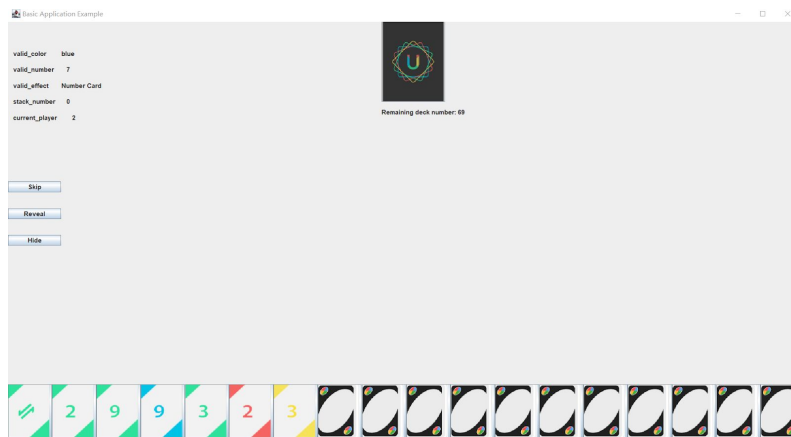 Basic Application Example
valid_color blue
valid_number 7
valid_effect Number Card
stack_number 0
current_player 2
U
Remaining deck number: 69
Skip
Reveal
Hide
2 9 9 3 2 3